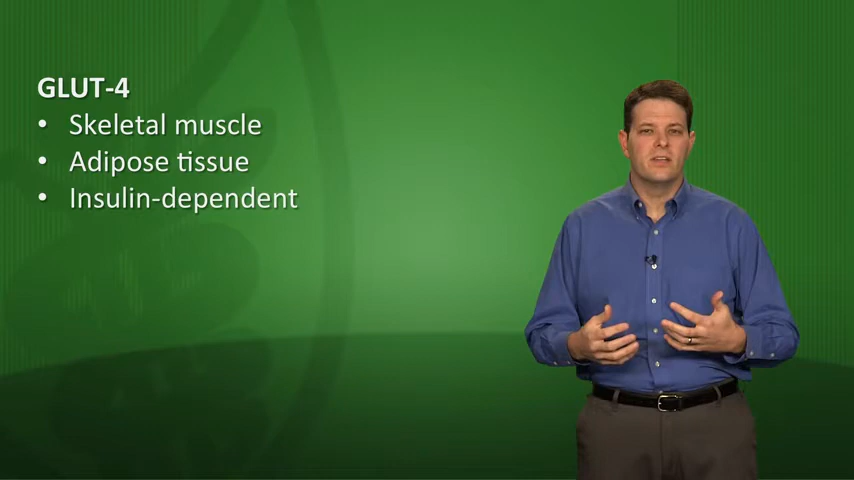 GLUT-4
• Skeletal muscle
• Adipose tissue
• Insulin-dependent